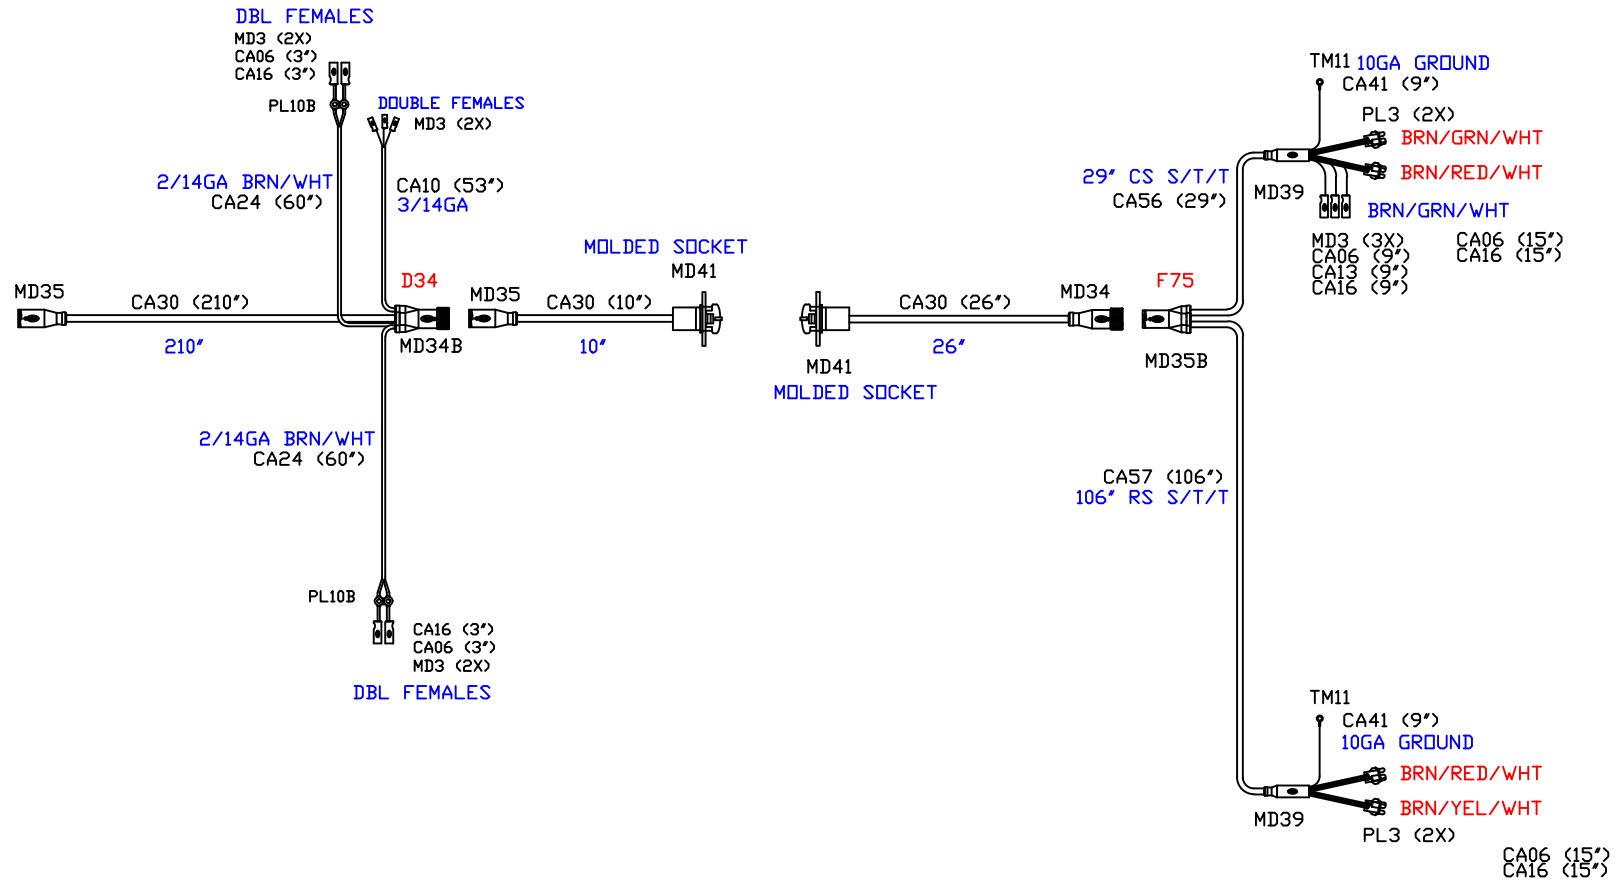 DBL FEMALES
MD3 (2X)
CA06 (3")
CA16 (3")
PL10B
DOUBLE FEMALES
MD3 (2X)
2/14GA BRN/WHT
CA24 (60")
CA10 (53")
3/14GA
MD35
CA30 (210")
210"
D34
MD34B
MD35
CA30 (10")
10"
MOLDED SOCKET
MD41
2/14GA BRN/WHT
CA24 (60")
PL10B
CA16 (3")
CA06 (3")
MD3 (2X)
DBL FEMALES
MD41
MOLDED SOCKET
CA30 (26")
26"
MD34
F75
MD35B
29" CS S/T/T
CA56 (29")
MD39
TM11
10GA GROUND
CA41 (9")
PL3 (2X)
BRN/GRN/WHT
BRN/RED/WHT
BRN/GRN/WHT
MD3 (3X)
CA06 (9")
CA13 (9")
CA16 (9")
CA06 (15")
CA16 (15")
CA57 (106")
106" RS S/T/T
TM11
CA41 (9")
10GA GROUND
BRN/RED/WHT
BRN/YEL/WHT
MD39
PL3 (2X)
CA06 (15")
CA16 (15")